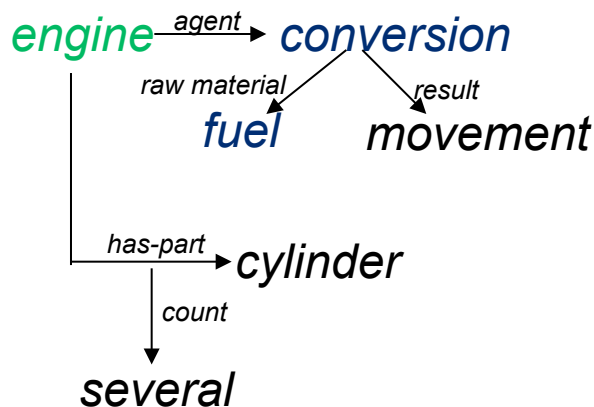 engine agent conversion
raw material result
fuel movement
has-part cylinder
count
several